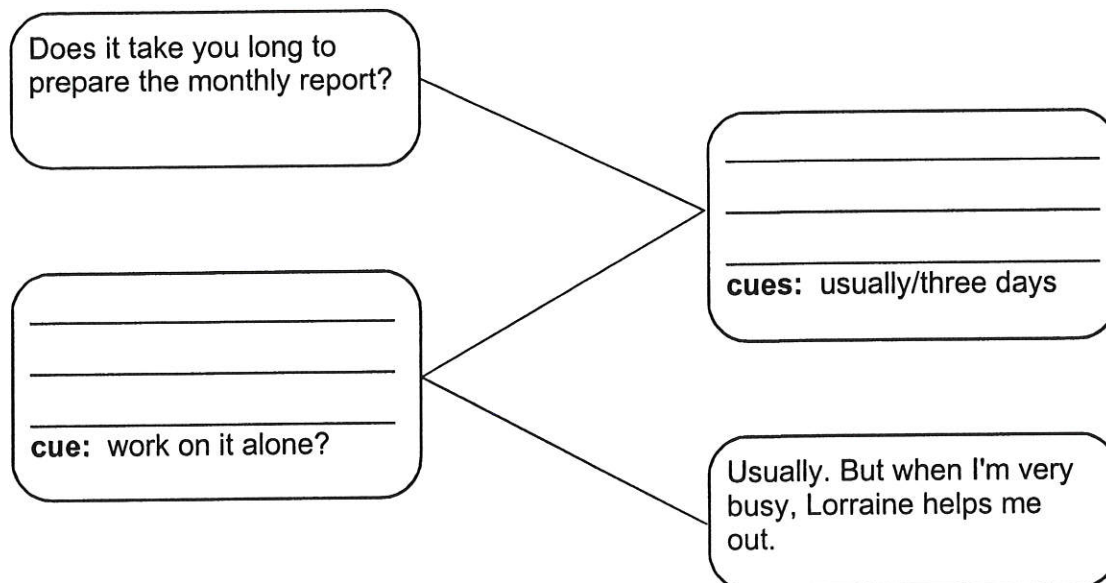 Does it take you long to
prepare the monthly report?
cues: usually/three days
cue: work on it alone?
Usually. But when I'm very
busy, Lorraine helps me
out.